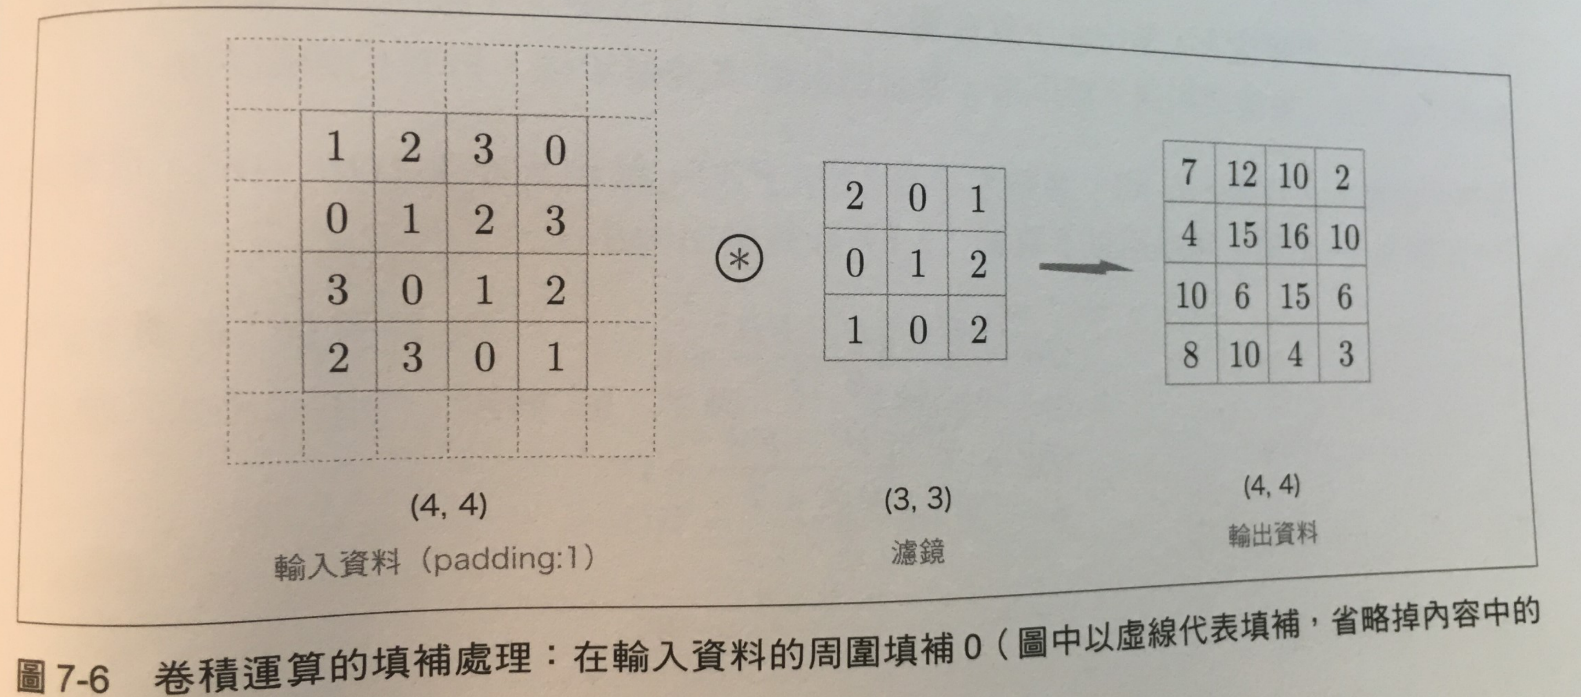 1 2 3 0
0 1 2 3
3 0 1 2
2 3 0 1
(4, 4)
輸入資料（padding:1）
*
2 0 1
0 1 2
1 0 2
(3, 3)
濾鏡
7 12 10 2
4 15 16 10
10 6 15 6
8 10 4 3
(4, 4)
輸出資料
圖 7-6 卷積運算的填補處理：在輸入資料的周圍填補 0（圖中以虛線代表填補，省略掉內容中的